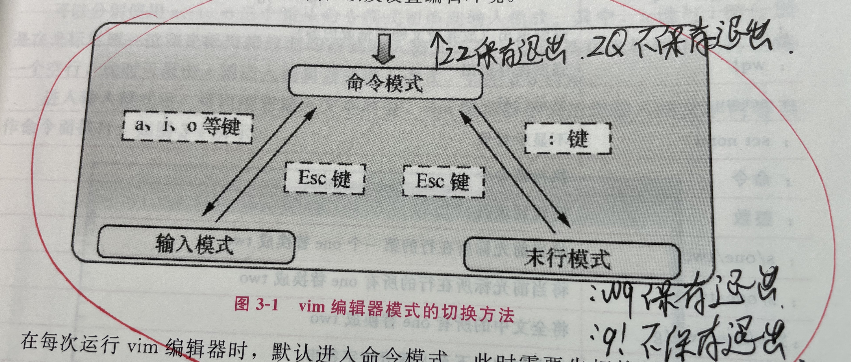 ZZ保存退出. ZQ不保存退出.
命令模式
a、i、o 等键
: 键
Esc 键
Esc 键
输入模式
末行模式
:wq保存退出.
图 3-1 vim 编辑器模式的切换方法
:q! 不保存退出
在每次运行 vim 编辑器时，默认进入命令模式，此时需要先